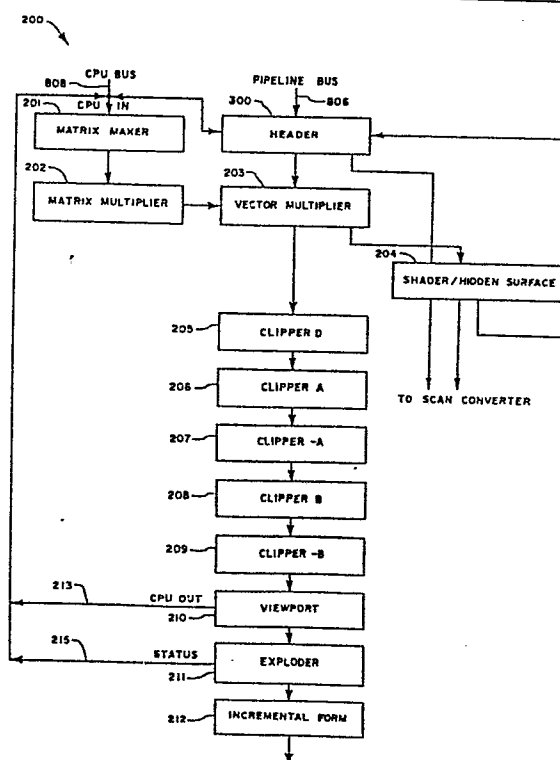 200
CPU BUS
808
CPU IN
PIPELINE BUS
806
201
MATRIX MAKER
300
HEADER
202
MATRIX MULTIPLIER
203
VECTOR MULTIPLIER
204
SHADER/HIDDEN SURFACE
205
CLIPPER D
TO SCAN CONVERTER
206
CLIPPER A
207
CLIPPER -A
208
CLIPPER B
209
CLIPPER -B
213
CPU OUT
VIEWPORT
210
215
STATUS
EXPLODER
211
INCREMENTAL FORM
212